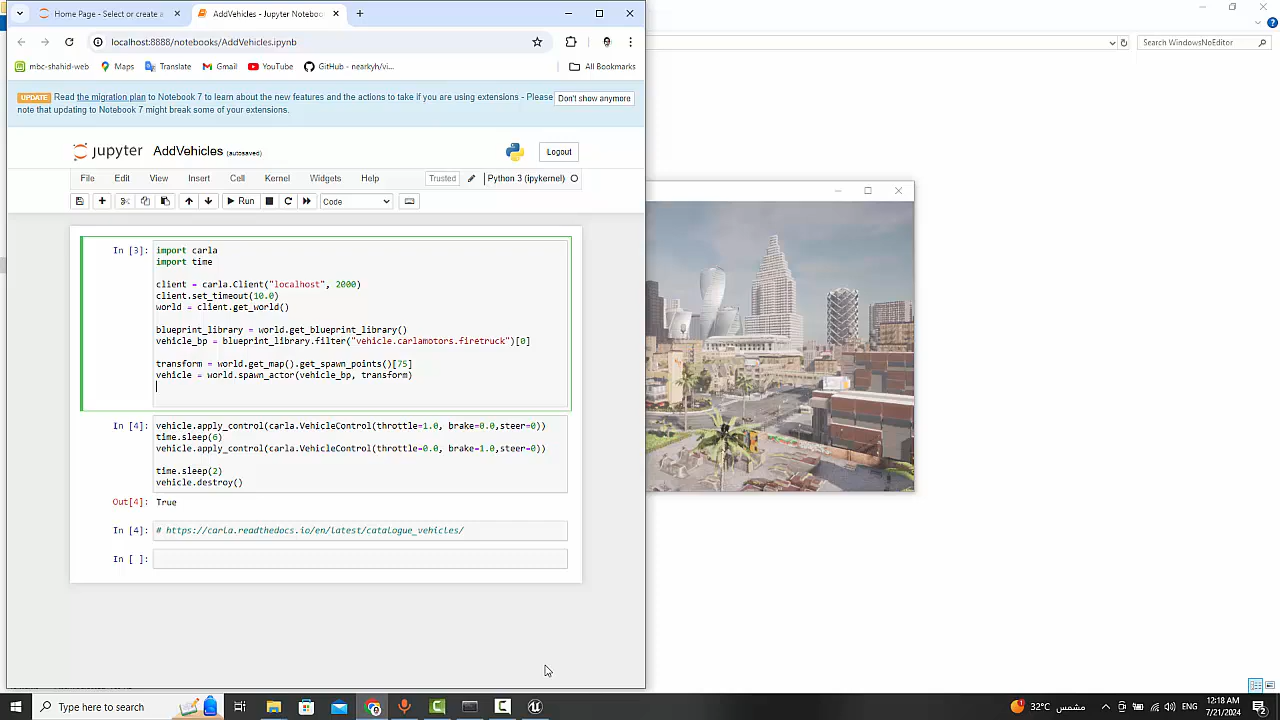 Home Page - Select or create a
AddVehicles - Jupyter Noteboo
localhost:8888/notebooks/AddVehicles.ipynb
Search WindowsNoEditor
mbc-shahid-web
Maps
Translate
Gmail
YouTube
GitHub - nearkyh/vi...
All Bookmarks
UPDATE Read the migration plan to Notebook 7 to learn about the new features and the actions to take if you are using extensions - Please
note that updating to Notebook 7 might break some of your extensions.
Don't show anymore
jupyter AddVehicles (autosaved)
Logout
File Edit View Insert Cell Kernel Widgets Help
Trusted
Python 3 (ipykernel)
Run
Code
In [3]: import carla
import time
client = carla.Client("localhost", 2000)
client.set_timeout(10.0)
world = client.get_world()
blueprint_library = world.get_blueprint_library()
vehicle_bp = blueprint_library.filter("vehicle.carlamotors.firetruck")[0]
transform = world.get_map().get_spawn_points()[75]
vehicle = world.spawn_actor(vehicle_bp, transform)
In [4]: vehicle.apply_control(carla.VehicleControl(throttle=1.0, brake=0.0,steer=0))
time.sleep(6)
vehicle.apply_control(carla.VehicleControl(throttle=0.0, brake=1.0,steer=0))
time.sleep(2)
vehicle.destroy()
Out[4]: True
In [4]: # https://carla.readthedocs.io/en/latest/catalogue_vehicles/
In [ ]:
Type here to search
32°C مشمس
12:18 AM
7/21/2024